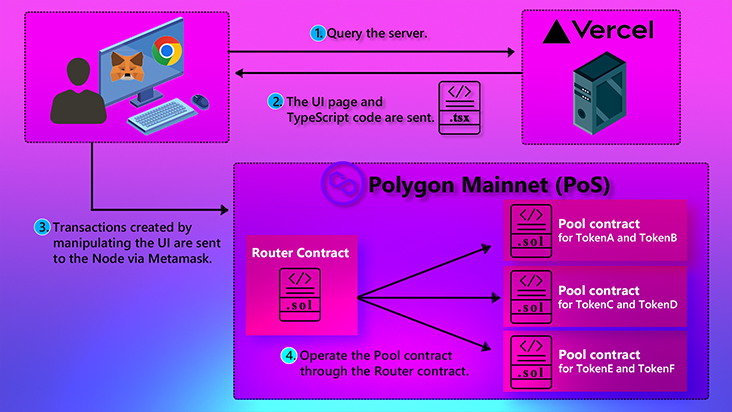 1. Query the server.
Vercel
2. The UI page and
TypeScript code are sent.
.tsx
Polygon Mainnet (PoS)
3. Transactions created by
manipulating the UI are sent
to the Node via Metamask.
Router Contract
.sol
Pool contract
for TokenA and TokenB
.sol
Pool contract
for TokenC and TokenD
.sol
Pool contract
for TokenE and TokenF
.sol
4. Operate the Pool contract
through the Router contract.